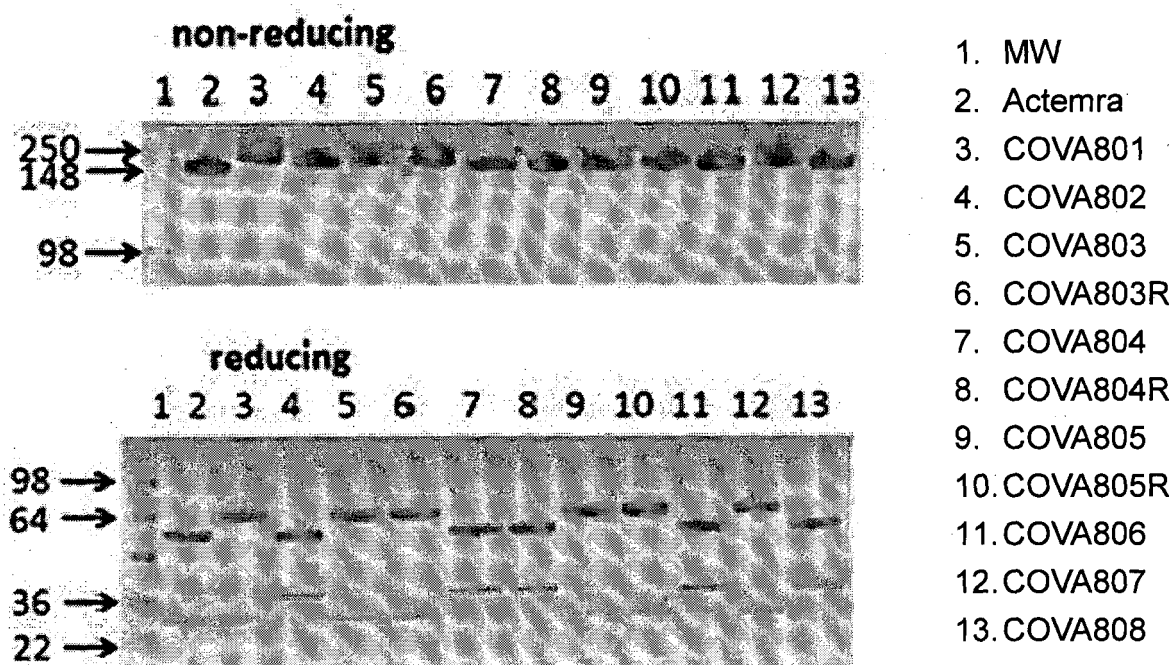 non-reducing
1 2 3 4 5 6 7 8 9 10 11 12 13
250
148
98
reducing
1 2 3 4 5 6 7 8 9 10 11 12 13
98
64
36
22
1. MW
2. Actemra
3. COVA801
4. COVA802
5. COVA803
6. COVA803R
7. COVA804
8. COVA804R
9. COVA805
10. COVA805R
11. COVA806
12. COVA807
13. COVA808